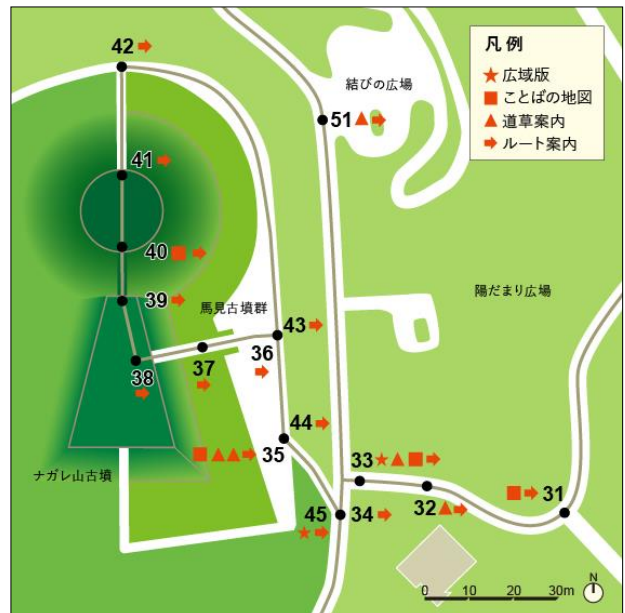 42
凡例
広域版
ことばの地図
道草案内
ルート案内
結びの広場
51
41
40
39
38
37
馬見古墳群
43
36
陽だまり広場
44
35
ナガレ山古墳
33
32
31
45
34
0 10 20 30m
N